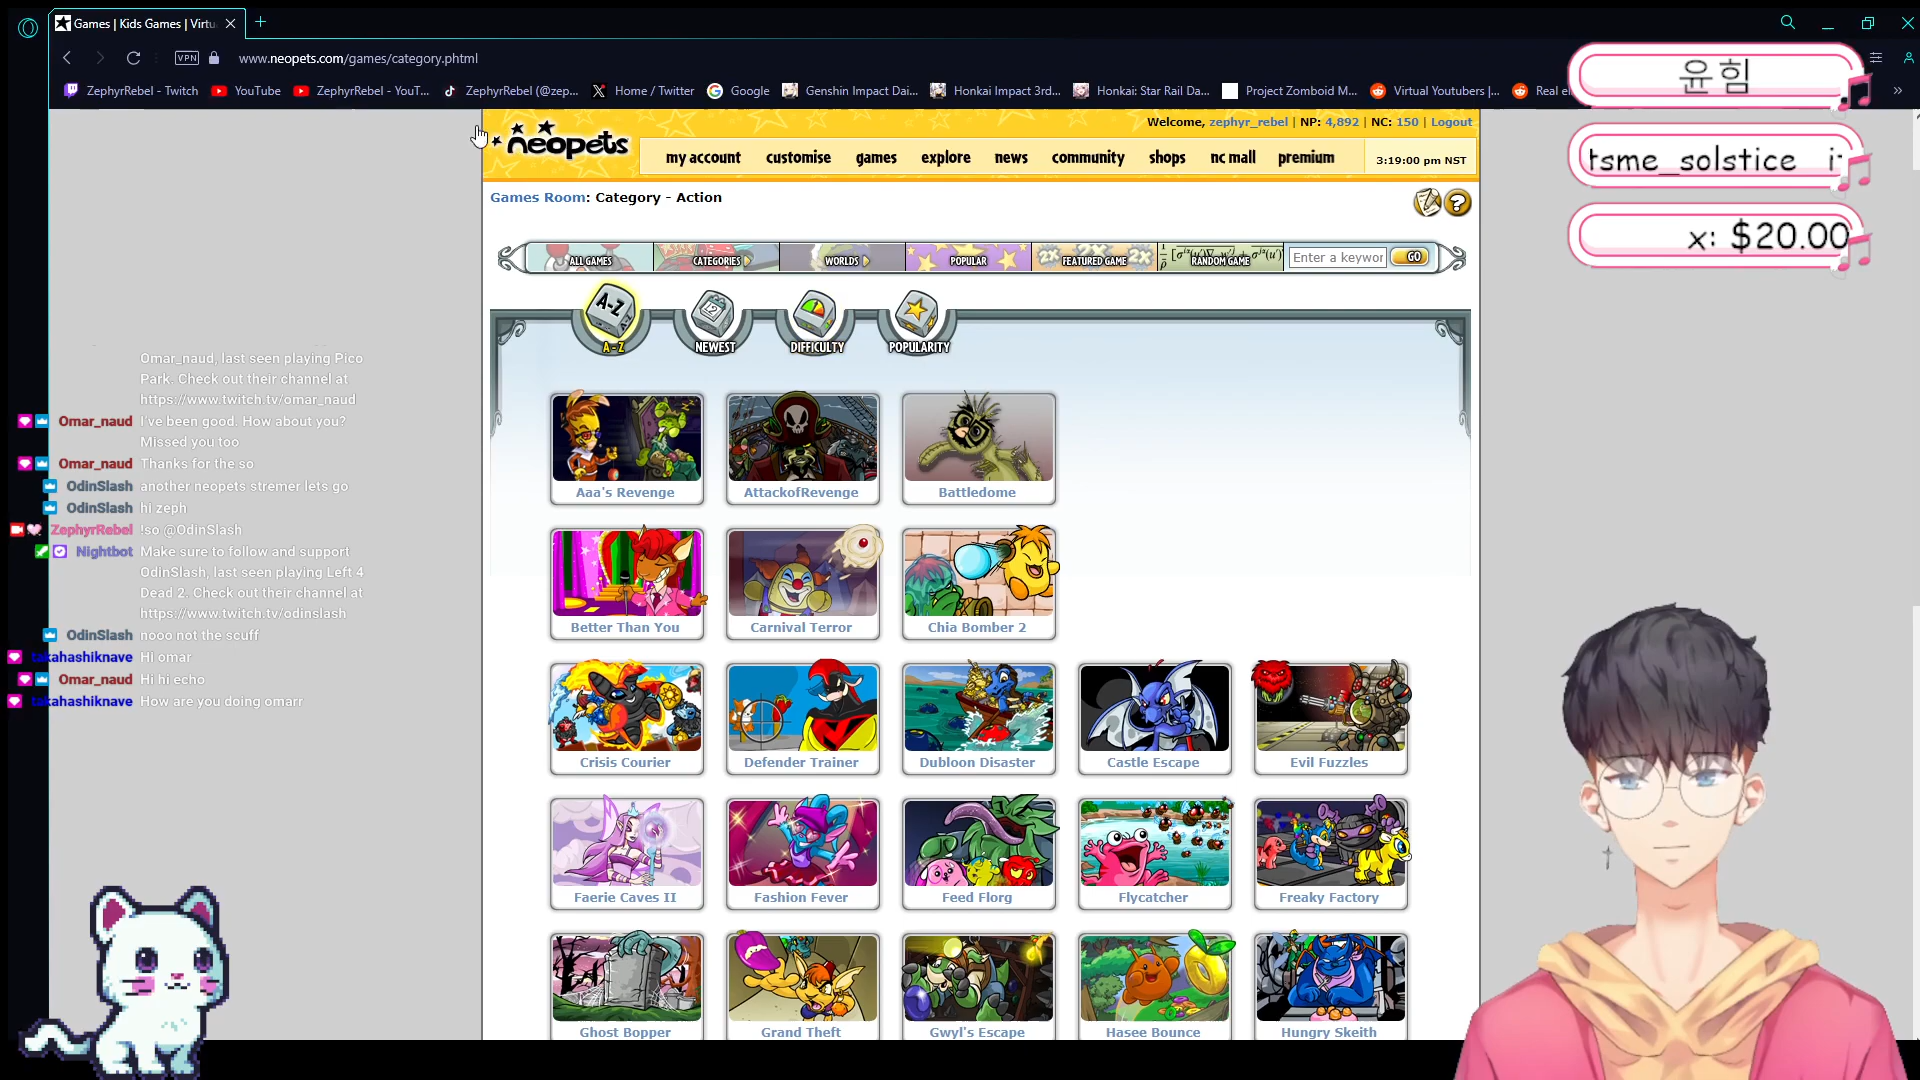 Games | Kids Games | Virtu
VPN
www.neopets.com/games/category.phtml
ZephyrRebel - Twitch
YouTube
ZephyrRebel - YouT...
ZephyrRebel (@zep...
Home / Twitter
Google
Genshin Impact Dai...
Honkai Impact 3rd...
Honkai: Star Rail Da...
Project Zomboid M...
Virtual Youtubers |...
Real el
»
윤힘
tsme_solstice i
x: $20.00
neopets
Welcome, zephyr_rebel | NP: 4,892 | NC: 150 | Logout
my account
customise
games
explore
news
community
shops
nc mall
premium
3:19:00 pm NST
Games Room: Category - Action
ALL GAMES
CATEGORIES
WORLDS
POPULAR
FEATURED GAME
RANDOM GAME
Enter a keywor
GO
A-Z
A-Z
NEWEST
DIFFICULTY
POPULARITY
Aaa's Revenge
AttackofRevenge
Battledome
Better Than You
Carnival Terror
Chia Bomber 2
Crisis Courier
Defender Trainer
Dubloon Disaster
Castle Escape
Evil Fuzzles
Faerie Caves II
Fashion Fever
Feed Florg
Flycatcher
Freaky Factory
Ghost Bopper
Grand Theft
Gwyl's Escape
Hasee Bounce
Hungry Skeith
Omar_naud, last seen playing Pico
Park. Check out their channel at
https://www.twitch.tv/omar_naud
Omar_naud I've been good. How about you?
Missed you too
Omar_naud Thanks for the so
OdinSlash another neopets stremer lets go
OdinSlash hi zeph
ZephyrRebel !so @OdinSlash
Nightbot Make sure to follow and support
OdinSlash, last seen playing Left 4
Dead 2. Check out their channel at
https://www.twitch.tv/odinslash
OdinSlash nooo not the scuff
takahashiknave Hi omar
Omar_naud Hi hi echo
takahashiknave How are you doing omarr